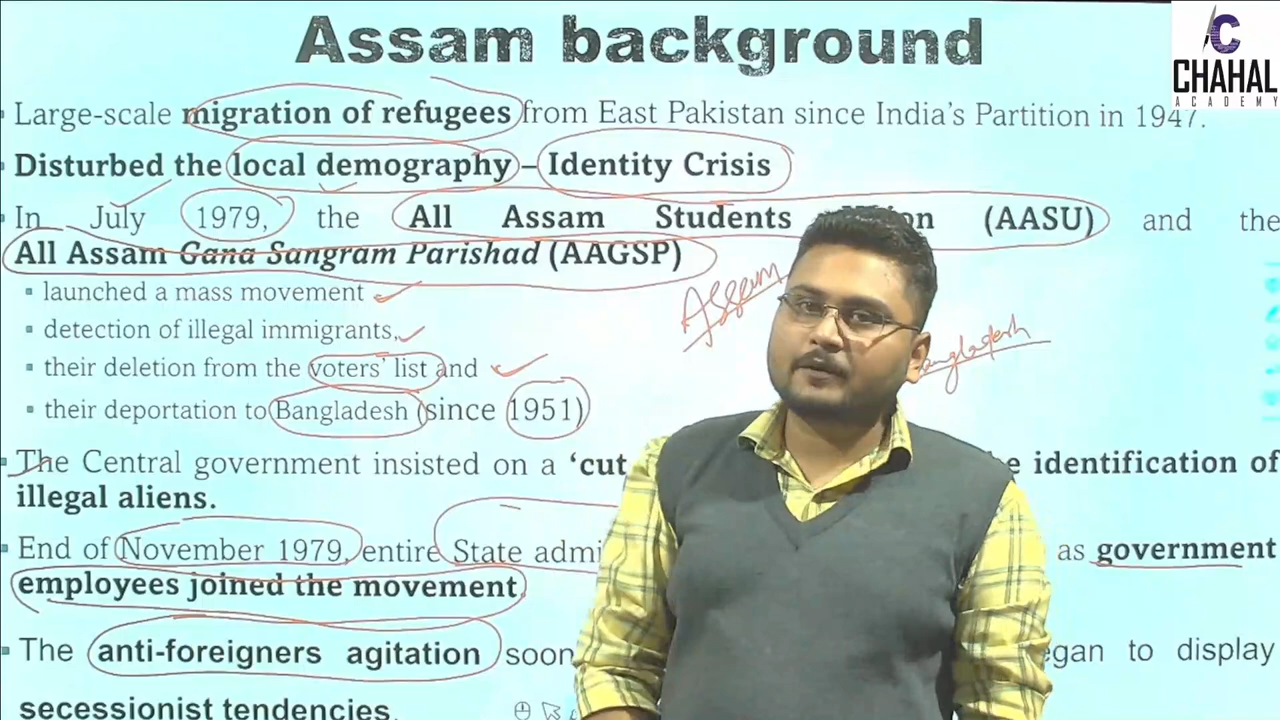 Assam background
C
CHAHAL
ACADEMY
Large-scale migration of refugees from East Pakistan since India's Partition in 1947.
Disturbed the local demography – Identity Crisis
In July 1979, the All Assam Students (AASU) and the
All Assam Gana Sangram Parishad (AAGSP)
launched a mass movement
Assam
detection of illegal immigrants,
angladesh
their deletion from the voters' list and
their deportation to Bangladesh (since 1951)
The Central government insisted on a 'cut identification of
illegal aliens.
End of November 1979, entire State as government
employees joined the movement.
The anti-foreigners agitation soon to display
secessionist tendencies.